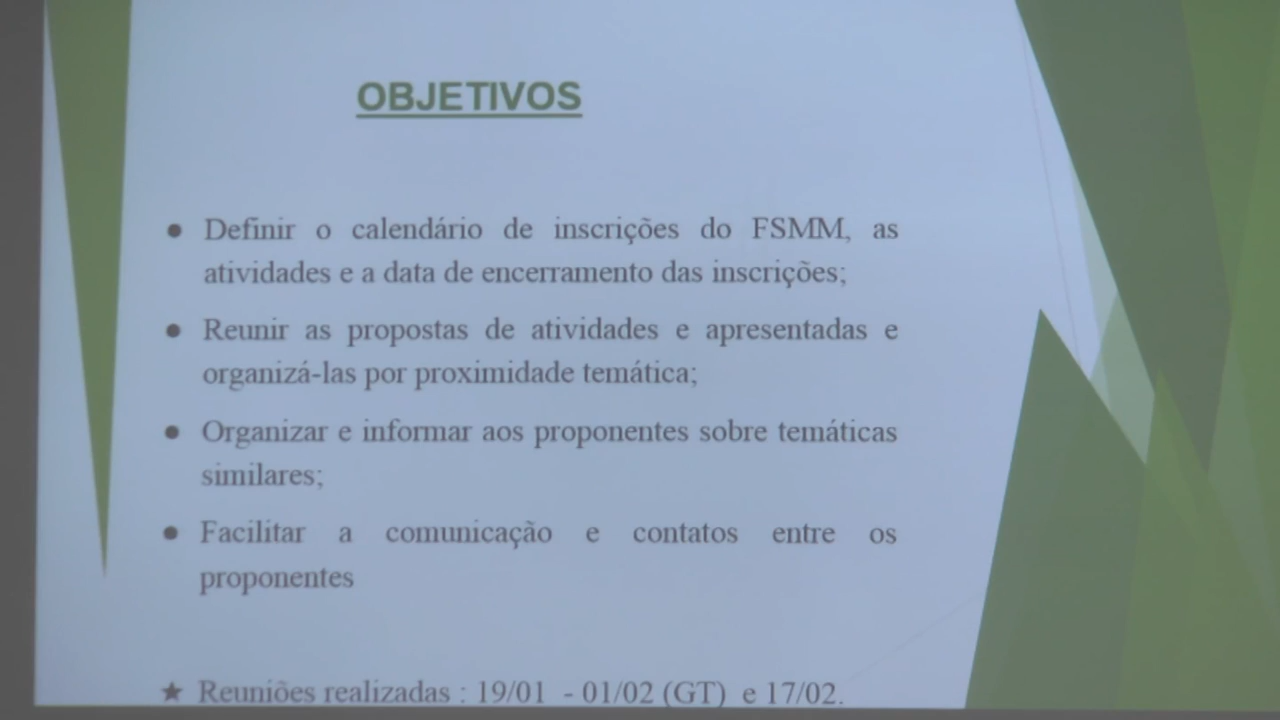 OBJETIVOS
● Definir o calendário de inscrições do FSMM, as
atividades e a data de encerramento das inscrições;
● Reunir as propostas de atividades e apresentadas e
organizá-las por proximidade temática;
● Organizar e informar aos proponentes sobre temáticas
similares;
● Facilitar a comunicação e contatos entre os
proponentes
★ Reuniões realizadas : 19/01 - 01/02 (GT) e 17/02.